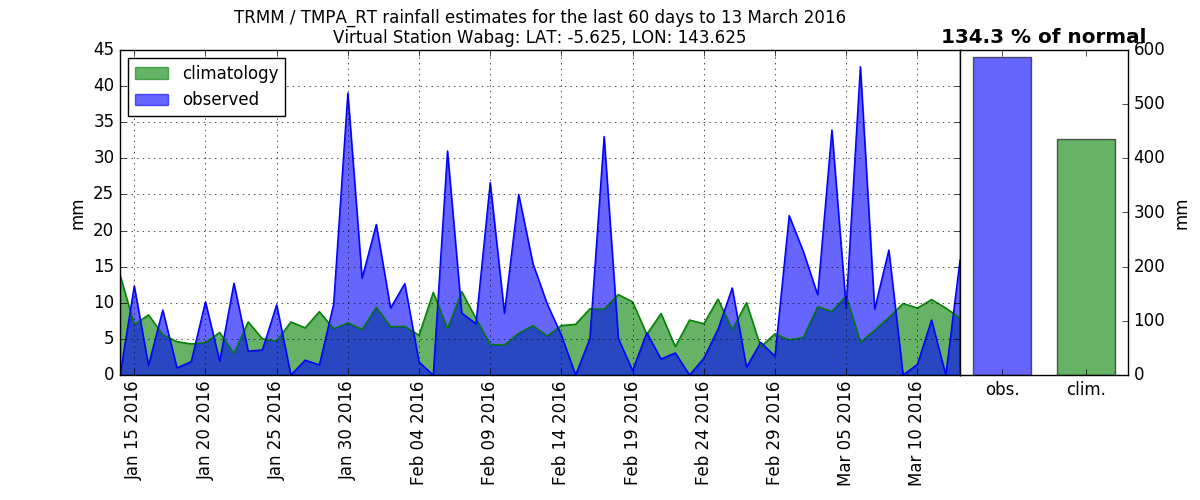 TRMM / TMPA_RT rainfall estimates for the last 60 days to 13 March 2016
Virtual Station Wabag: LAT: -5.625, LON: 143.625
134.3 % of normal
climatology
observed
mm
45
40
35
30
25
20
15
10
5
0
Jan 15 2016
Jan 20 2016
Jan 25 2016
Jan 30 2016
Feb 04 2016
Feb 09 2016
Feb 14 2016
Feb 19 2016
Feb 24 2016
Feb 29 2016
Mar 05 2016
Mar 10 2016
600
500
400
300
200
100
0
mm
obs.
clim.